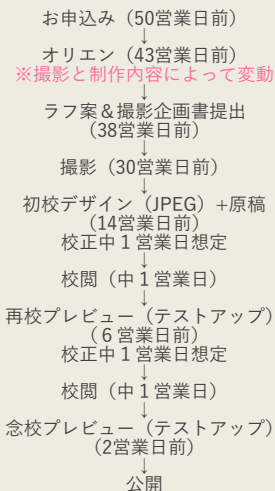 お申込み（50営業日前）
↓
オリエン（43営業日前）
※撮影と制作内容によって変動
↓
ラフ案＆撮影企画書提出
（38営業日前）
↓
撮影（30営業日前）
↓
初校デザイン（JPEG）+原稿
（14営業日前）
校正中１営業日想定
↓
校閲（中１営業日）
↓
再校プレビュー（テストアップ）
（６営業日前）
校正中１営業日想定
↓
校閲（中１営業日）
↓
念校プレビュー（テストアップ）
（2営業日前）
↓
公開